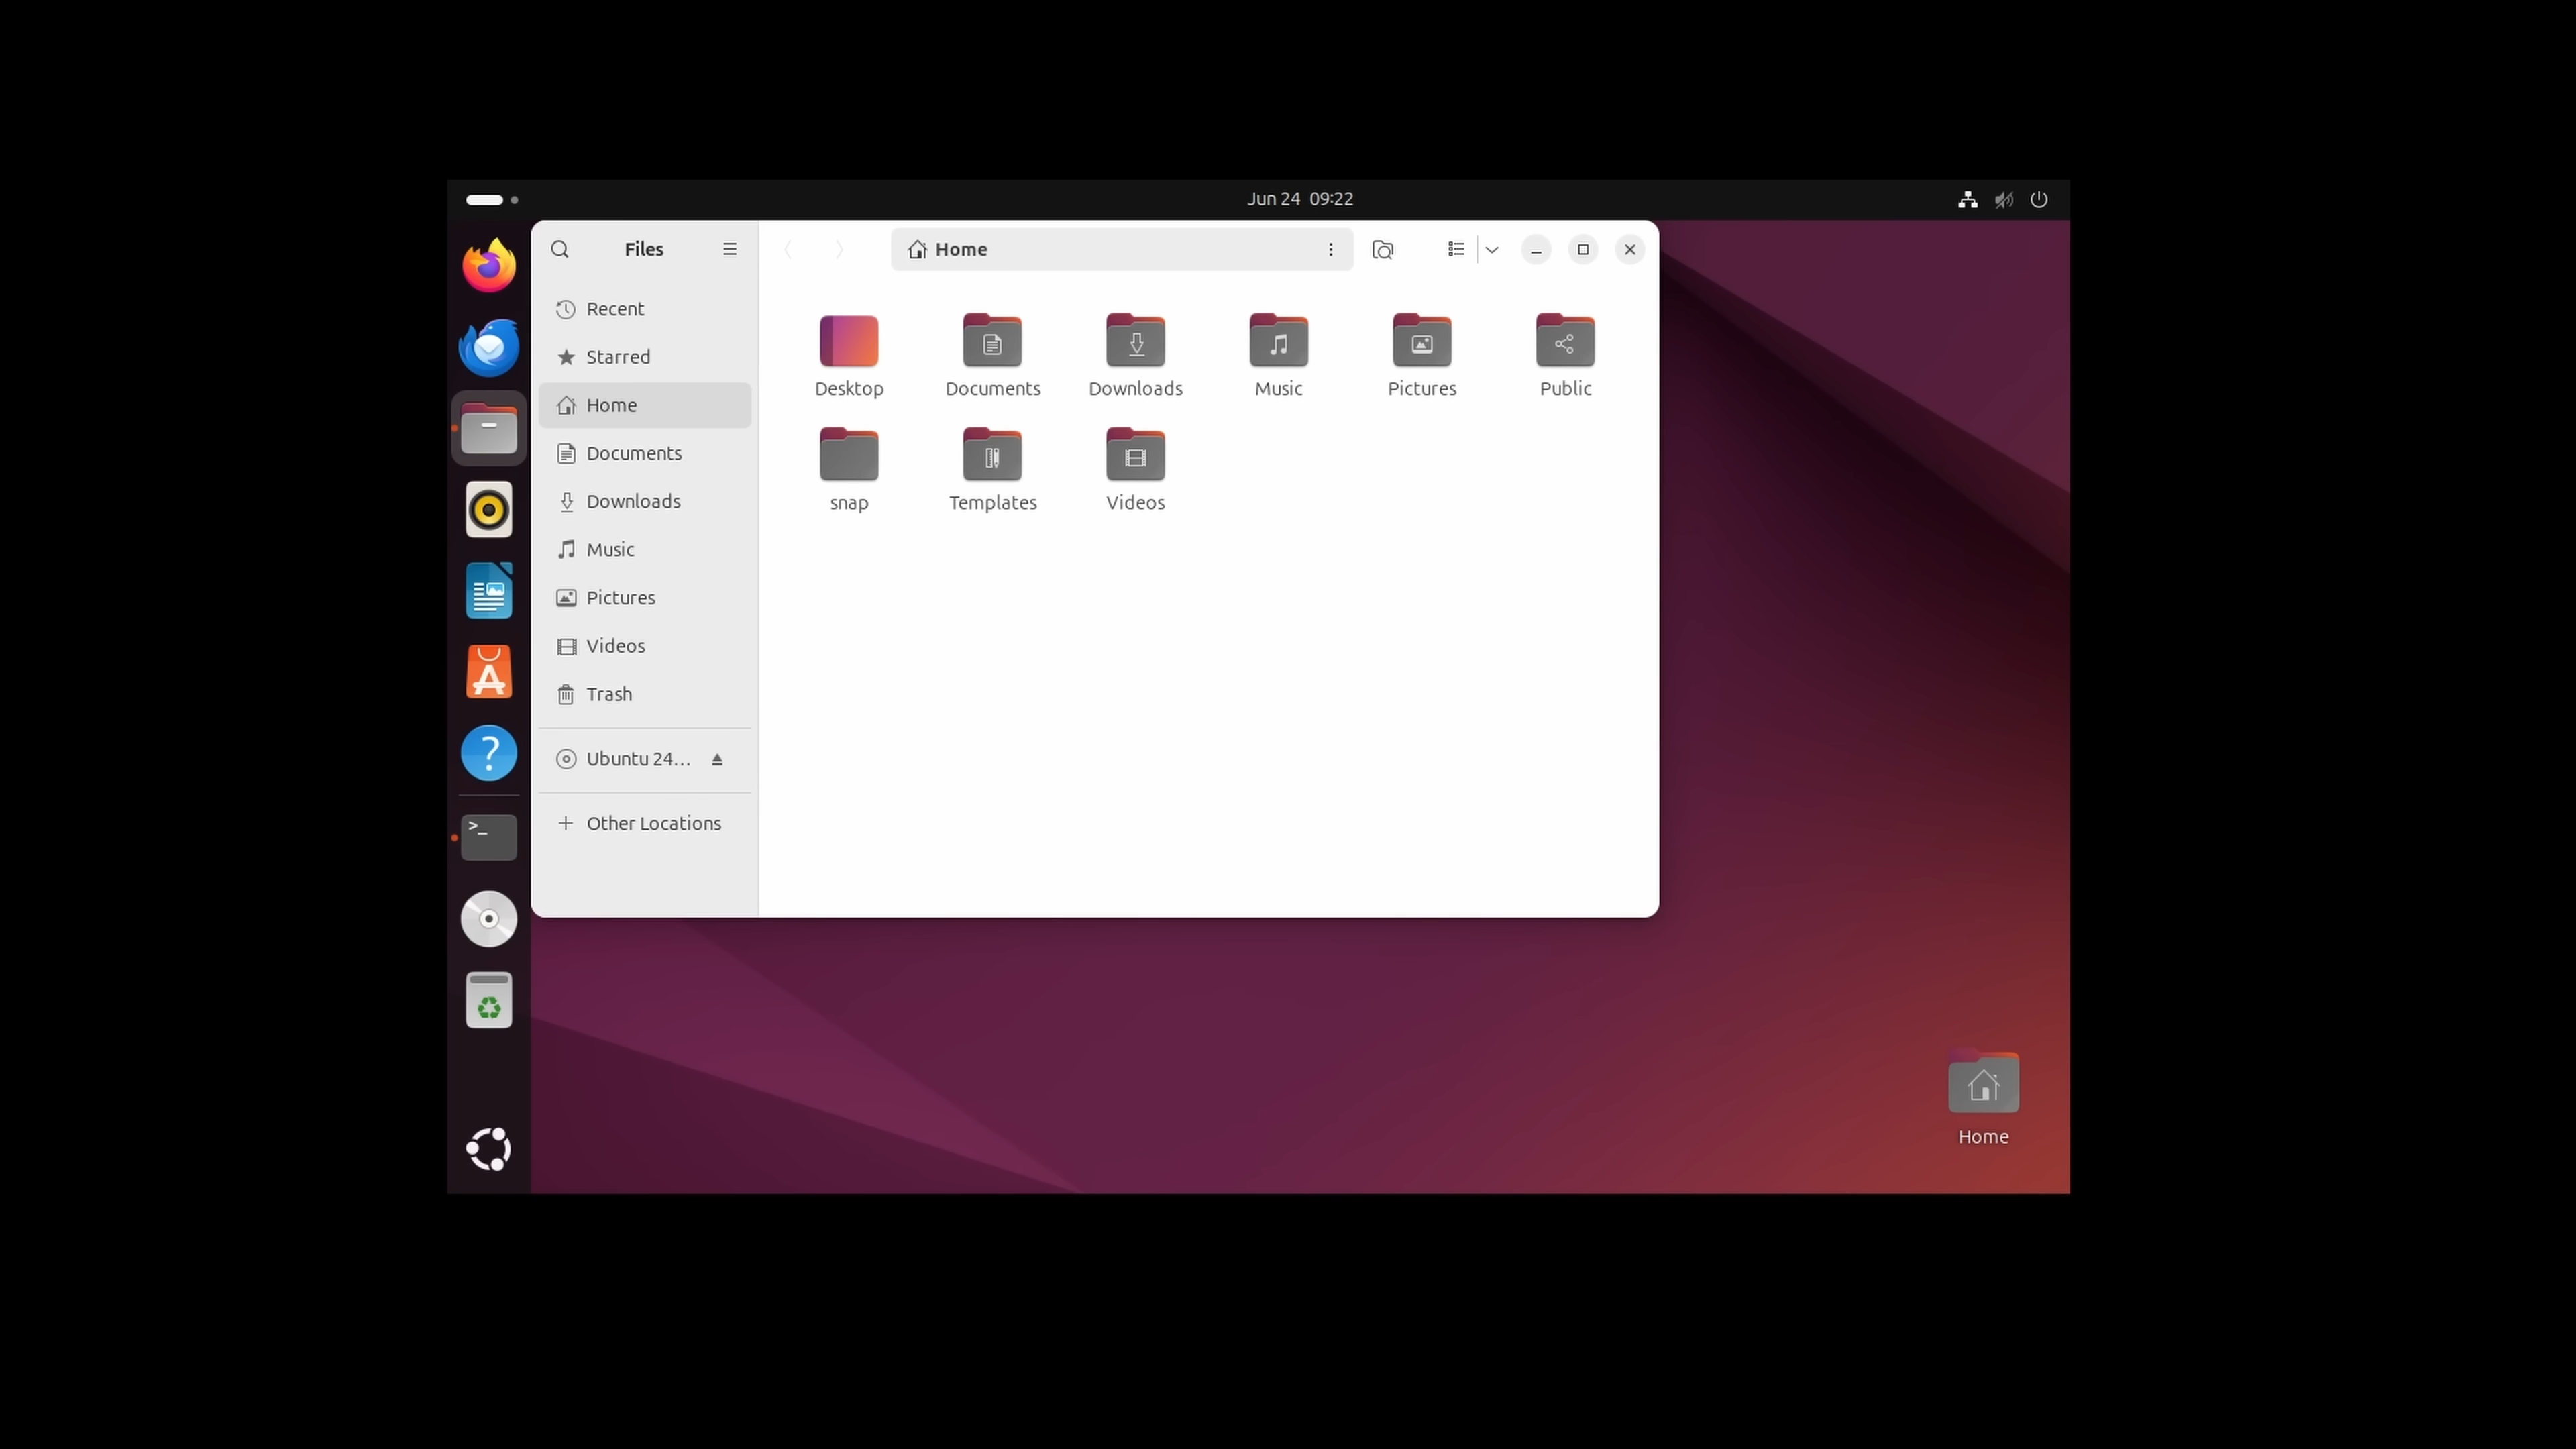 Jun 24 09:22
Files
Home
Recent
Starred
Home
Documents
Downloads
Music
Pictures
Videos
Trash
Ubuntu 24...
Other Locations
Desktop
Documents
Downloads
Music
Pictures
Public
snap
Templates
Videos
Home